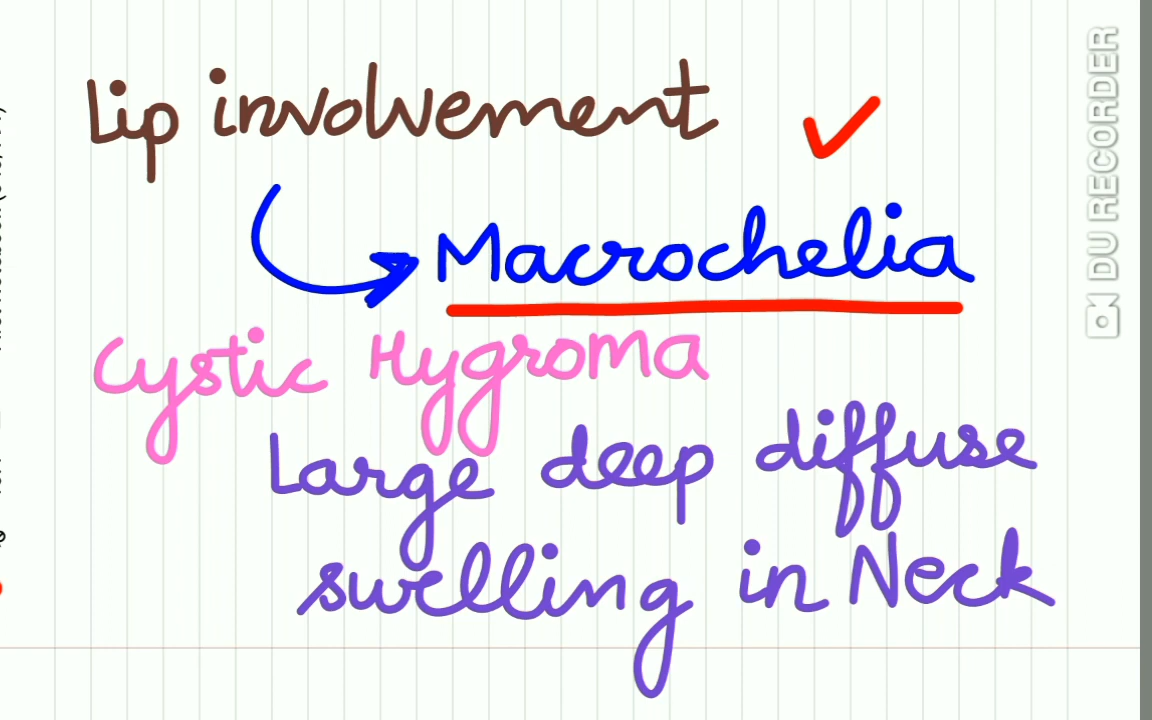 Lip involvement
Macrochelia
Cystic Hygroma
Large deep diffuse
swelling in Neck
DU RECORDER